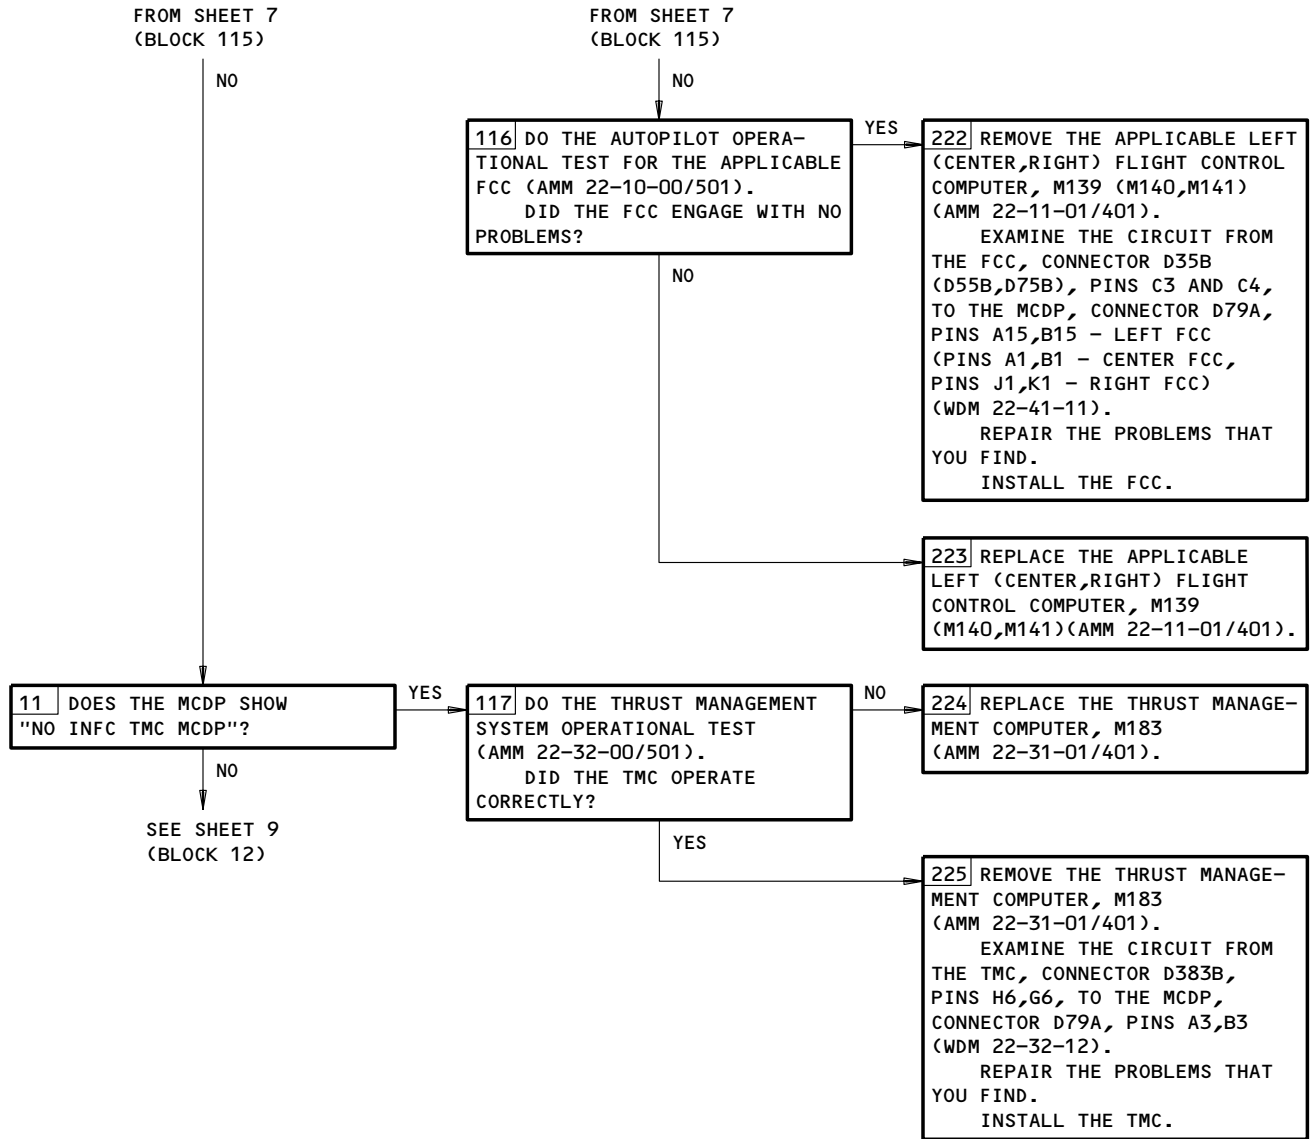 FROM SHEET 7
(BLOCK 115)
NO
FROM SHEET 7
(BLOCK 115)
NO
116 DO THE AUTOPILOT OPERA-
TIONAL TEST FOR THE APPLICABLE
FCC (AMM 22-10-00/501).
DID THE FCC ENGAGE WITH NO
PROBLEMS?
YES
NO
222 REMOVE THE APPLICABLE LEFT
(CENTER,RIGHT) FLIGHT CONTROL
COMPUTER, M139 (M140,M141)
(AMM 22-11-01/401).
EXAMINE THE CIRCUIT FROM
THE FCC, CONNECTOR D35B
(D55B,D75B), PINS C3 AND C4,
TO THE MCDP, CONNECTOR D79A,
PINS A15,B15 - LEFT FCC
(PINS A1,B1 - CENTER FCC,
PINS J1,K1 - RIGHT FCC)
(WDM 22-41-11).
REPAIR THE PROBLEMS THAT
YOU FIND.
INSTALL THE FCC.
223 REPLACE THE APPLICABLE
LEFT (CENTER,RIGHT) FLIGHT
CONTROL COMPUTER, M139
(M140,M141)(AMM 22-11-01/401).
11 DOES THE MCDP SHOW
"NO INFC TMC MCDP"?
YES
NO
SEE SHEET 9
(BLOCK 12)
117 DO THE THRUST MANAGEMENT
SYSTEM OPERATIONAL TEST
(AMM 22-32-00/501).
DID THE TMC OPERATE
CORRECTLY?
NO
YES
224 REPLACE THE THRUST MANAGE-
MENT COMPUTER, M183
(AMM 22-31-01/401).
225 REMOVE THE THRUST MANAGE-
MENT COMPUTER, M183
(AMM 22-31-01/401).
EXAMINE THE CIRCUIT FROM
THE TMC, CONNECTOR D383B,
PINS H6,G6, TO THE MCDP,
CONNECTOR D79A, PINS A3,B3
(WDM 22-32-12).
REPAIR THE PROBLEMS THAT
YOU FIND.
INSTALL THE TMC.